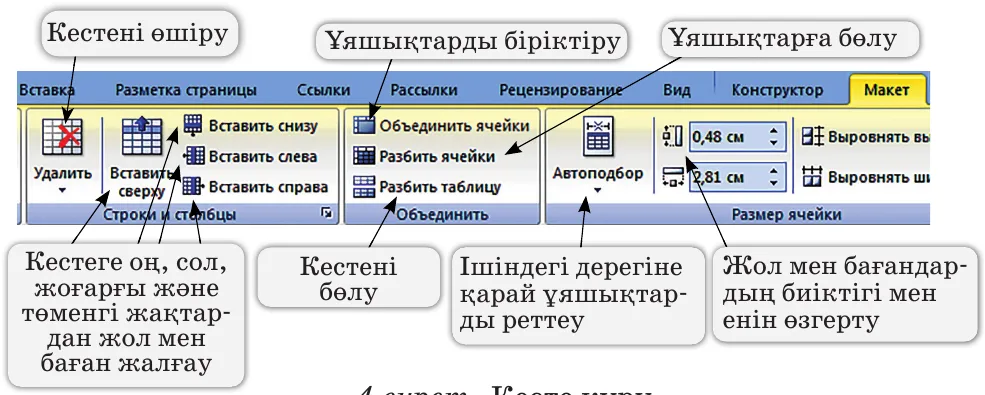 Кестені өшіру
Ұяшықтарды біріктіру
Ұяшықтарға бөлу
Вставка Разметка страницы Ссылки Рассылки Рецензирование Вид Конструктор Макет
Удалить
Вставить сверху
Вставить снизу
Вставить слева
Вставить справа
Строки и столбцы
Объединить ячейки
Разбить ячейки
Разбить таблицу
Объединить
Автоподбор
0,48 см
2,81 см
Выровнять вы
Выровнять ши
Размер ячейки
Кестеге оң, сол,
жоғарғы және
төменгі жақтар-
дан жол мен
баған жалғау
Кестені
бөлу
Ішіндегі дерегіне
қарай ұяшықтар-
ды реттеу
Жол мен бағандар-
дың биіктігі мен
енін өзгерту